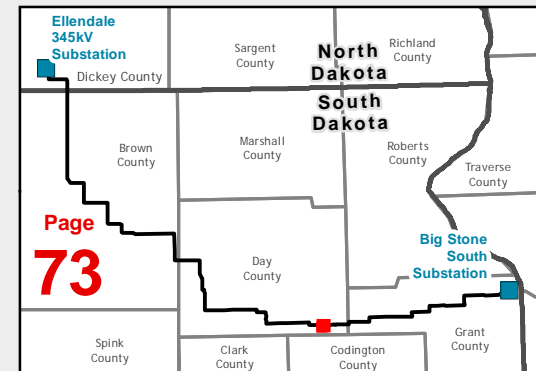 Ellendale
345kV
Substation
Dickey County
Sargent
County
North
Dakota
Richland
County
South
Dakota
Brown
County
Marshall
County
Roberts
County
Traverse
County
Page
73
Day
County
Big Stone
South
Substation
Spink
County
Clark
County
Codington
County
Grant
County